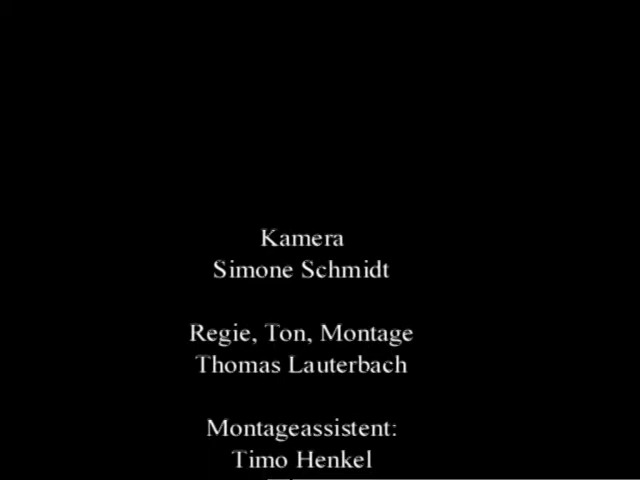 Kamera
Simone Schmidt
Regie, Ton, Montage
Thomas Lauterbach
Montageassistent:
Timo Henkel